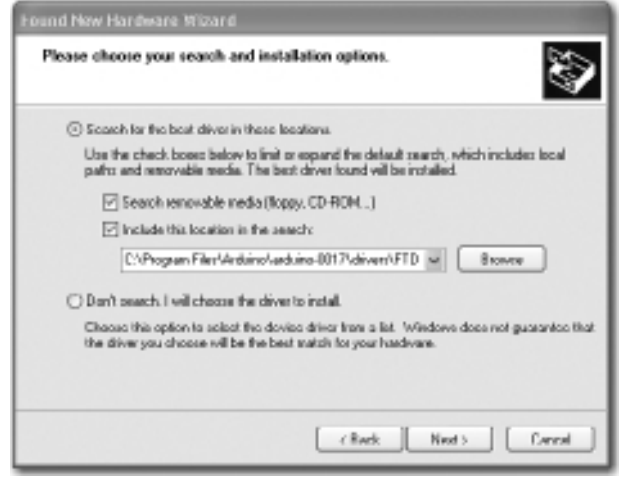 Found New Hardware Wizard
Please choose your search and installation options.
Search for the best driver in these locations.
Use the check boxes below to limit or expand the default search, which includes local
paths and removable media. The best driver found will be installed.
Search removable media (floppy, CD-ROM...)
Include this location in the search:
C:\Program Files\Arduino\arduino-0017\drivers\FTD
Browse
Don't search. I will choose the driver to install.
Choose this option to select the device driver from a list. Windows does not guarantee that
the driver you choose will be the best match for your hardware.
< Back Next > Cancel